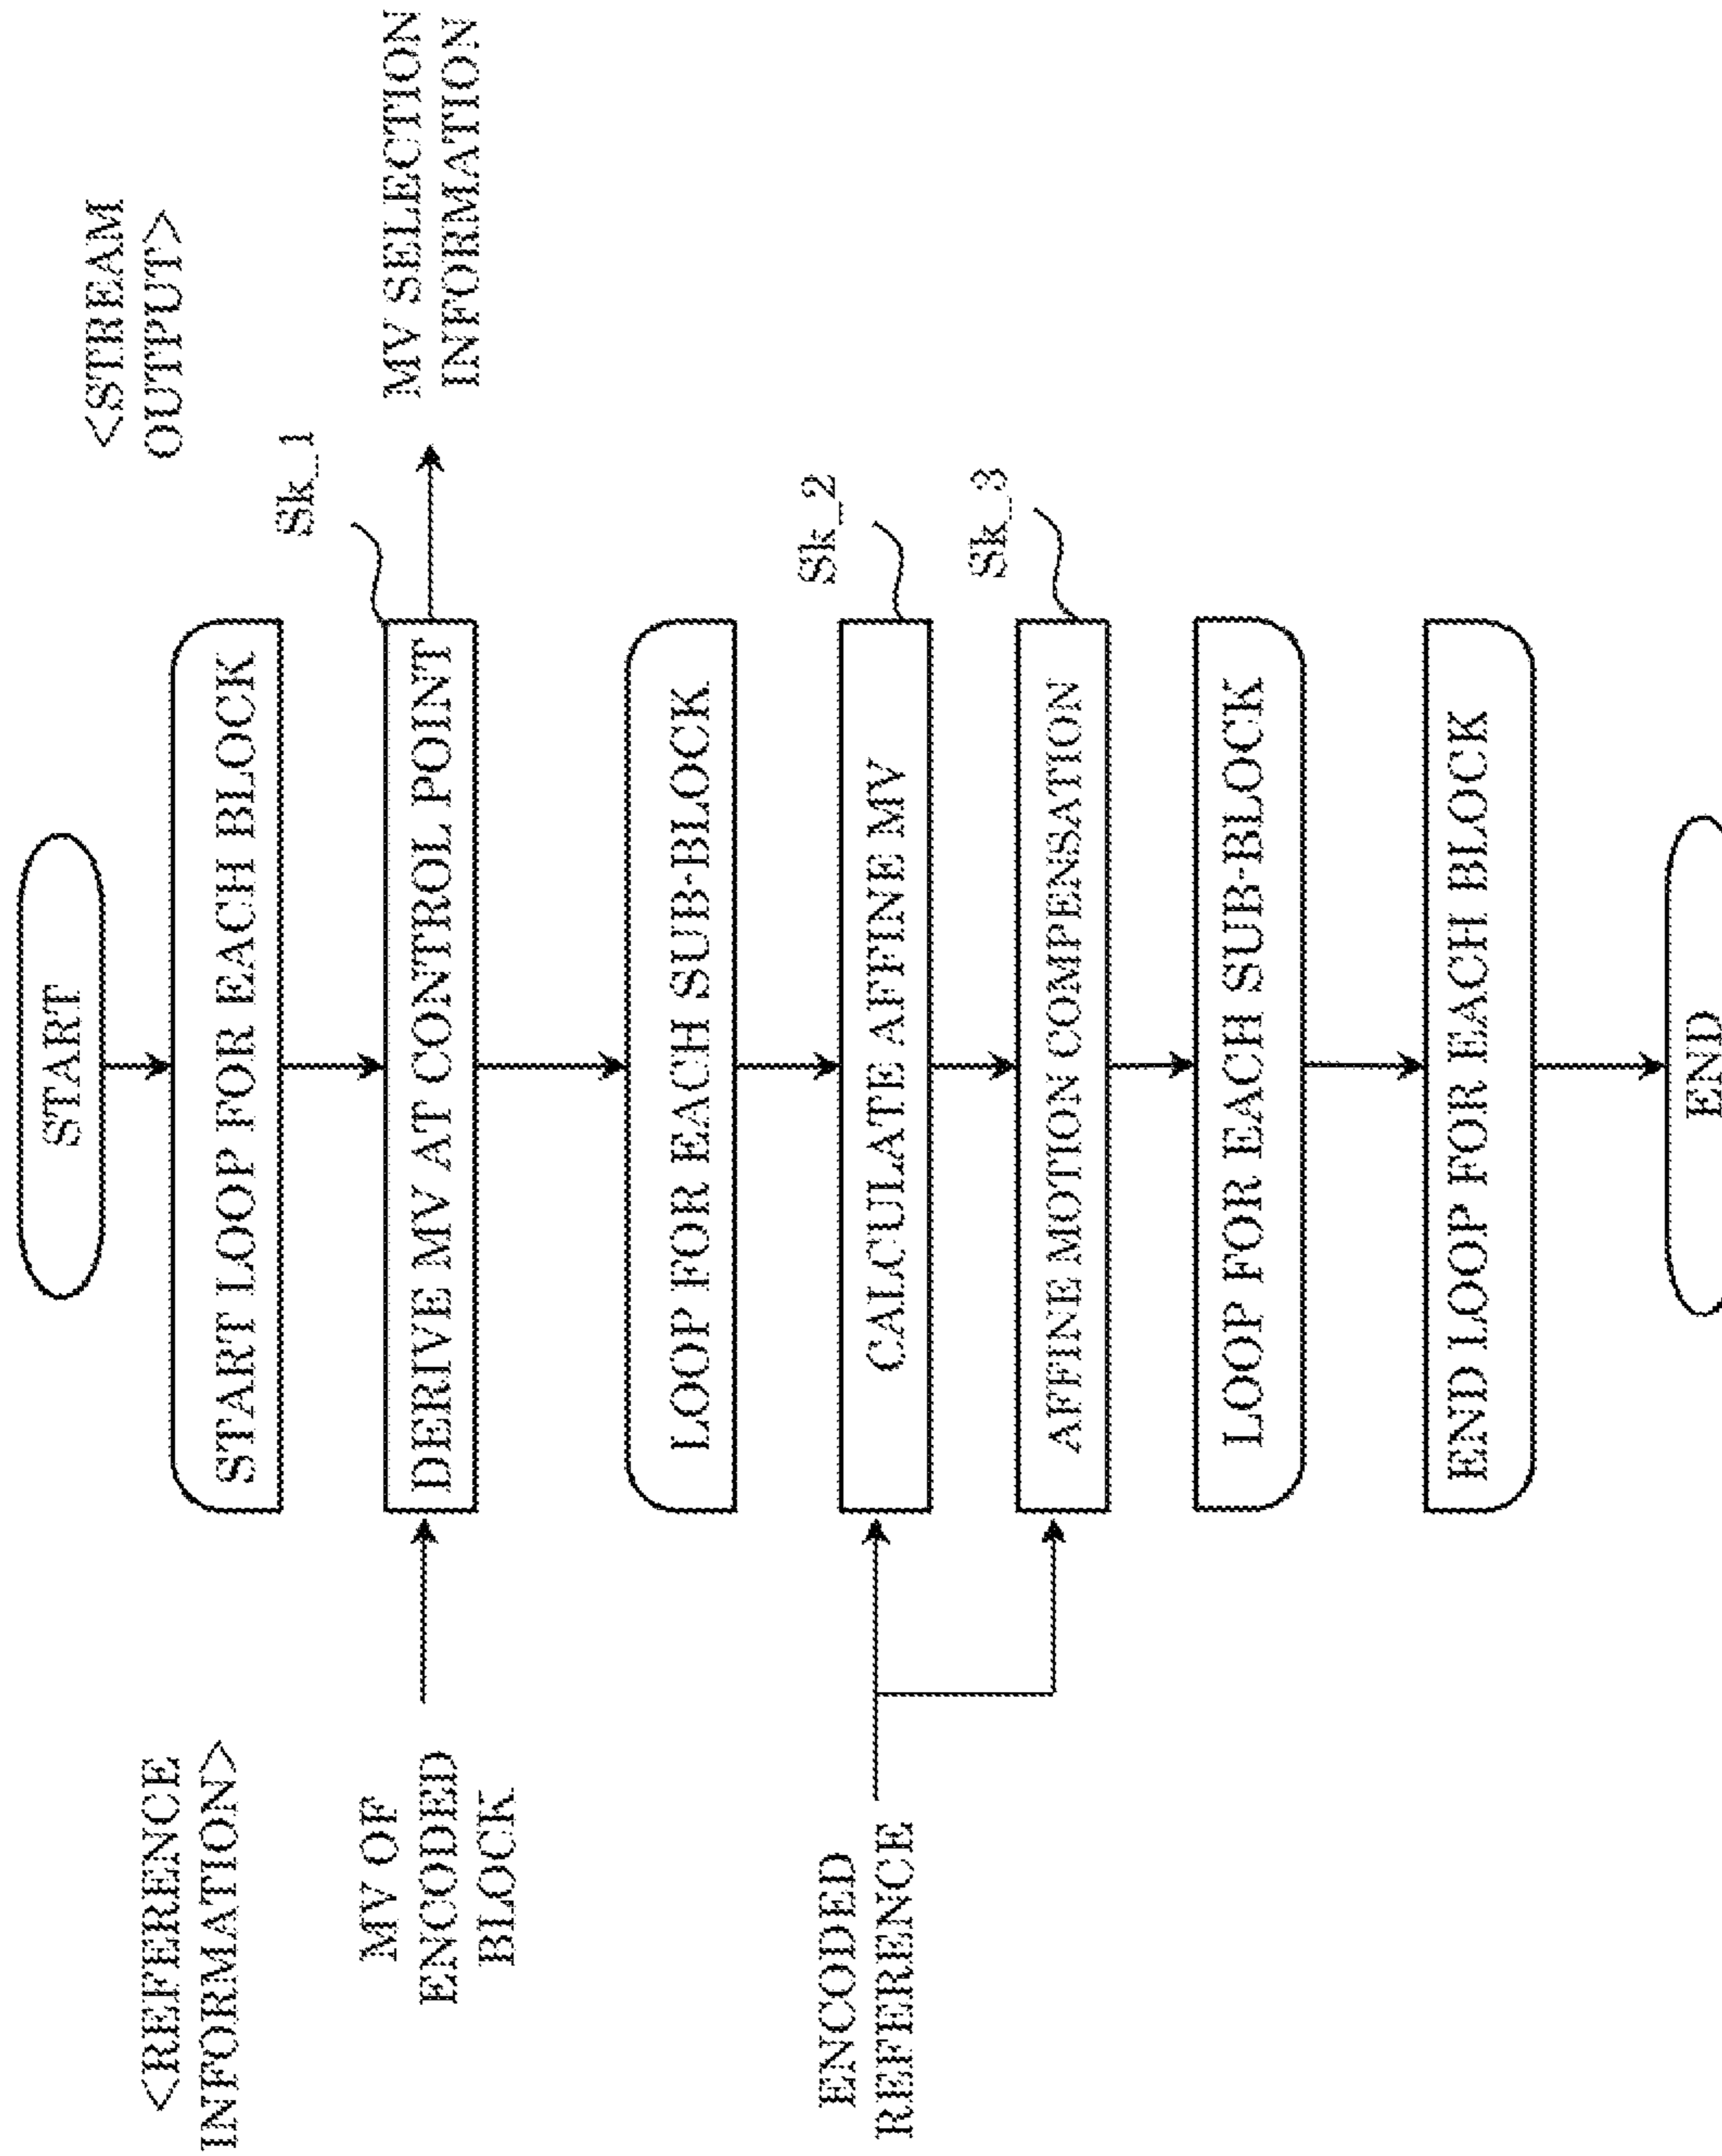 START
<REFERENCE
INFORMATION>
<STREAM
OUTPUT>
START LOOP FOR EACH BLOCK
Sk_1
MV OF
ENCODED
BLOCK
DERIVE MV AT CONTROL POINT
MV SELECTION
INFORMATION
LOOP FOR EACH SUB-BLOCK
Sk_2
ENCODED
REFERENCE
CALCULATE AFFINE MV
Sk_3
AFFINE MOTION COMPENSATION
LOOP FOR EACH SUB-BLOCK
END LOOP FOR EACH BLOCK
END